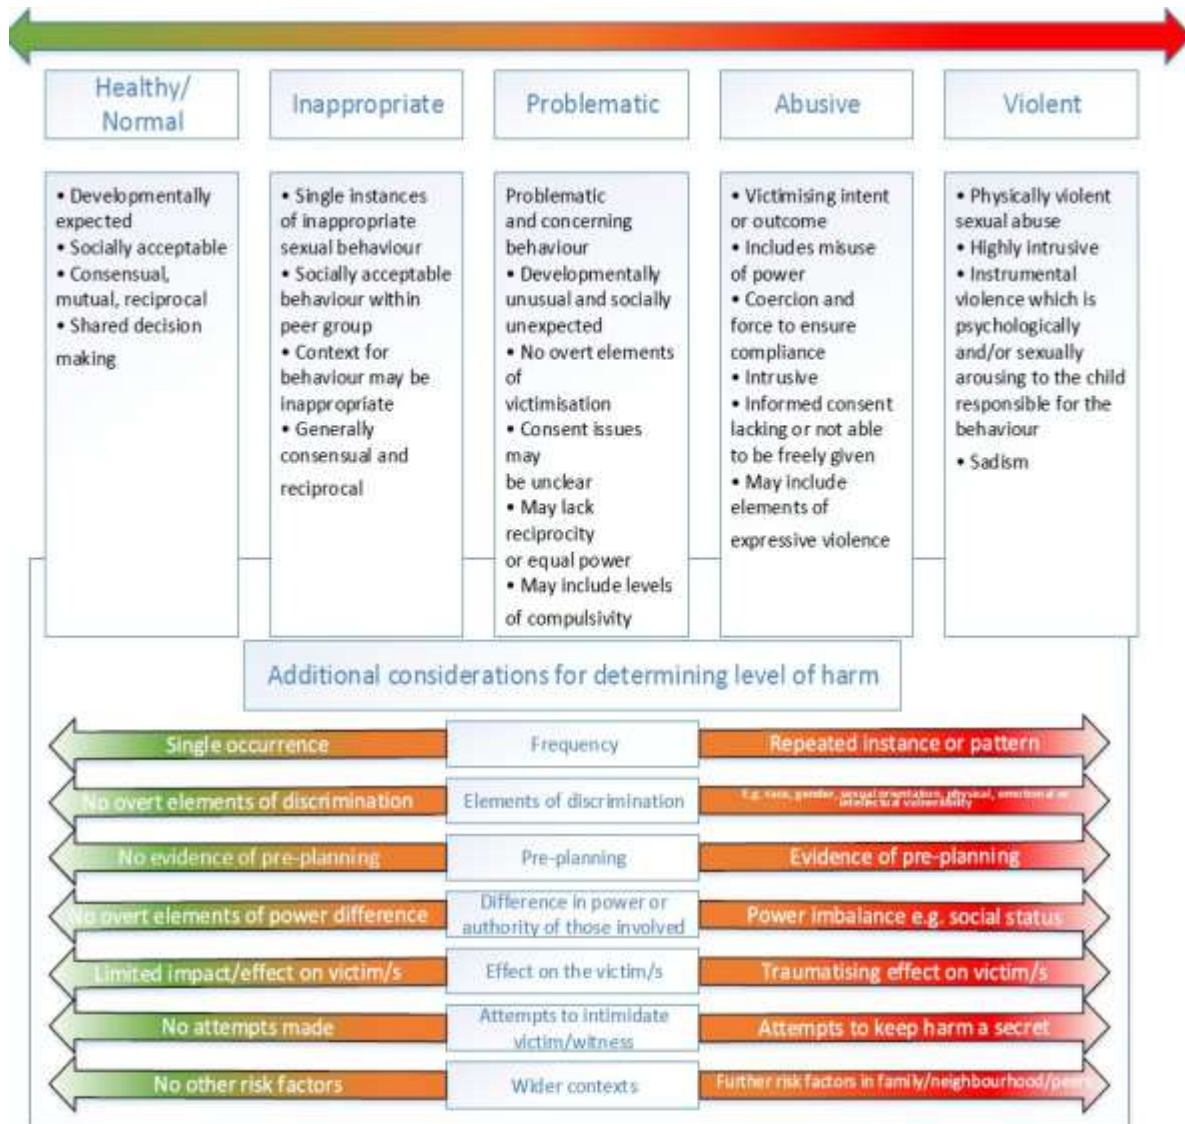 Healthy/
Normal
Inappropriate
Problematic
Abusive
Violent
• Developmentally
expected
• Socially acceptable
• Consensual,
mutual, reciprocal
• Shared decision
making
• Single instances
of inappropriate
sexual behaviour
• Socially acceptable
behaviour within
peer group
• Context for
behaviour may be
inappropriate
• Generally
consensual and
reciprocal
Problematic
and concerning
behaviour
• Developmentally
unusual and socially
unexpected
• No overt elements
of
victimisation
• Consent issues
may
be unclear
• May lack
reciprocity
or equal power
• May include levels
of compulsivity
• Victimising intent
or outcome
• Includes misuse
of power
• Coercion and
force to ensure
compliance
• Intrusive
• Informed consent
lacking or not able
to be freely given
• May include
elements of
expressive violence
• Physically violent
sexual abuse
• Highly intrusive
• Instrumental
violence which is
psychologically
and/or sexually
arousing to the child
responsible for the
behaviour
• Sadism
Additional considerations for determining level of harm
Single occurrence
Frequency
Repeated instance or pattern
No overt elements of discrimination
Elements of discrimination
E.g. race, gender, sexual orientation, physical, emotional or
intellectual vulnerability
No evidence of pre-planning
Pre-planning
Evidence of pre-planning
No overt elements of power difference
Difference in power or
authority of those involved
Power imbalance e.g. social status
Limited impact/effect on victim/s
Effect on the victim/s
Traumatising effect on victim/s
No attempts made
Attempts to intimidate
victim/witness
Attempts to keep harm a secret
No other risk factors
Wider contexts
Further risk factors in family/neighbourhood/peers